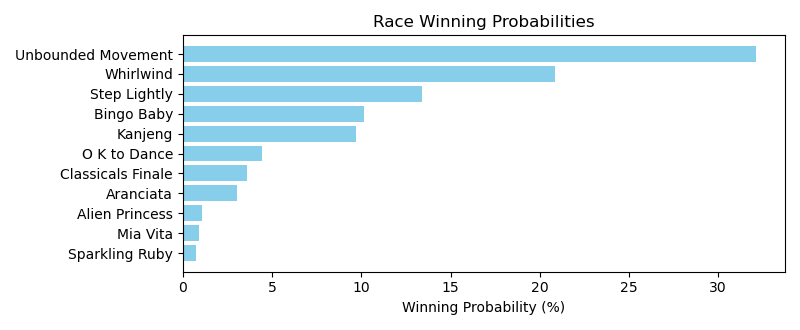 Race Winning Probabilities
Unbounded Movement
Whirlwind
Step Lightly
Bingo Baby
Kanjeng
O K to Dance
Classicals Finale
Aranciata
Alien Princess
Mia Vita
Sparkling Ruby
0 5 10 15 20 25 30
Winning Probability (%)